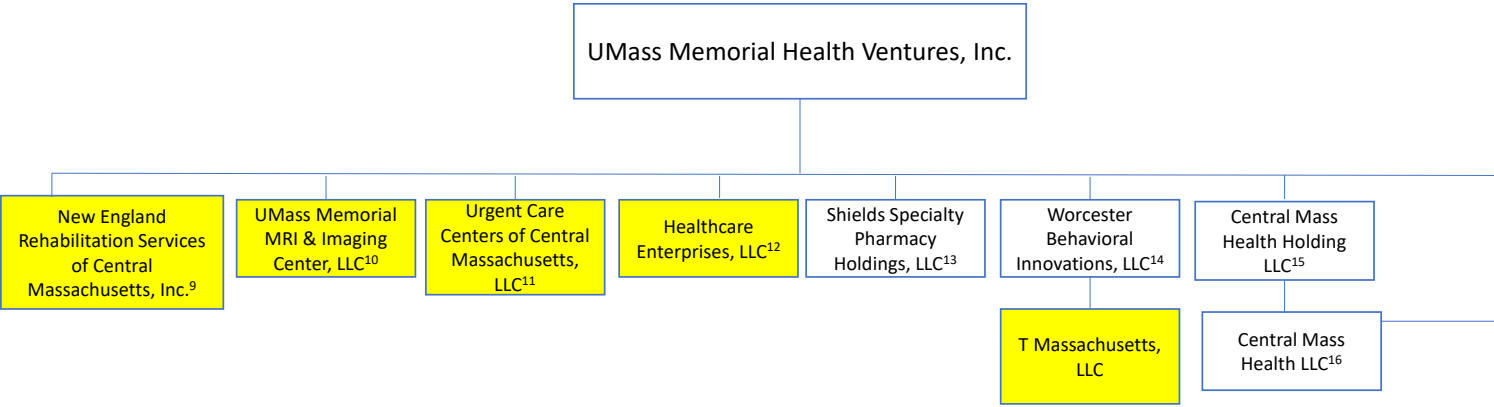 UMass Memorial Health Ventures, Inc.
New England
Rehabilitation Services
of Central
Massachusetts, Inc.⁹
UMass Memorial
MRI & Imaging
Center, LLC¹⁰
Urgent Care
Centers of Central
Massachusetts,
LLC¹¹
Healthcare
Enterprises, LLC¹²
Shields Specialty
Pharmacy
Holdings, LLC¹³
Worcester
Behavioral
Innovations, LLC¹⁴
Central Mass
Health Holding
LLC¹⁵
T Massachusetts,
LLC
Central Mass
Health LLC¹⁶